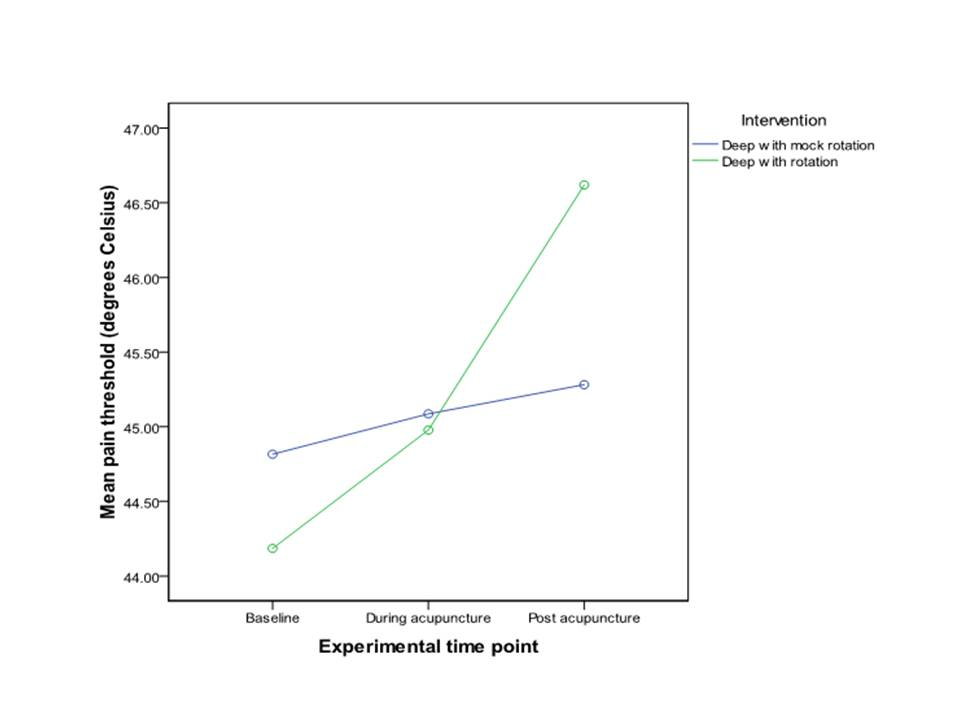 Intervention
Deep with mock rotation
Deep with rotation
47.00
46.50
46.00
45.50
45.00
44.50
44.00
Mean pain threshold (degrees Celsius)
Baseline
During acupuncture
Post acupuncture
Experimental time point